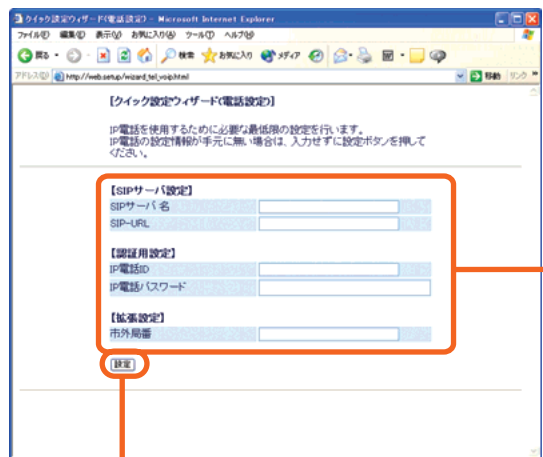 クイック設定ウィザード(電話設定) - Microsoft Internet Explorer
ファイル(F) 編集(E) 表示(V) お気に入り(A) ツール(T) ヘルプ(H)
戻る 検索 お気に入り メディア
アドレス(D) http://web.setup/wizard_tel_voip.html 移動 リンク
[クイック設定ウィザード(電話設定)]
IP電話を使用するために必要な最低限の設定を行います。
IP電話の設定情報が手元に無い場合は、入力せずに設定ボタンを押して
ください。
【SIPサーバ設定】
SIPサーバ名
SIP-URL
【認証用設定】
IP電話ID
IP電話パスワード
【拡張設定】
市外局番
設定